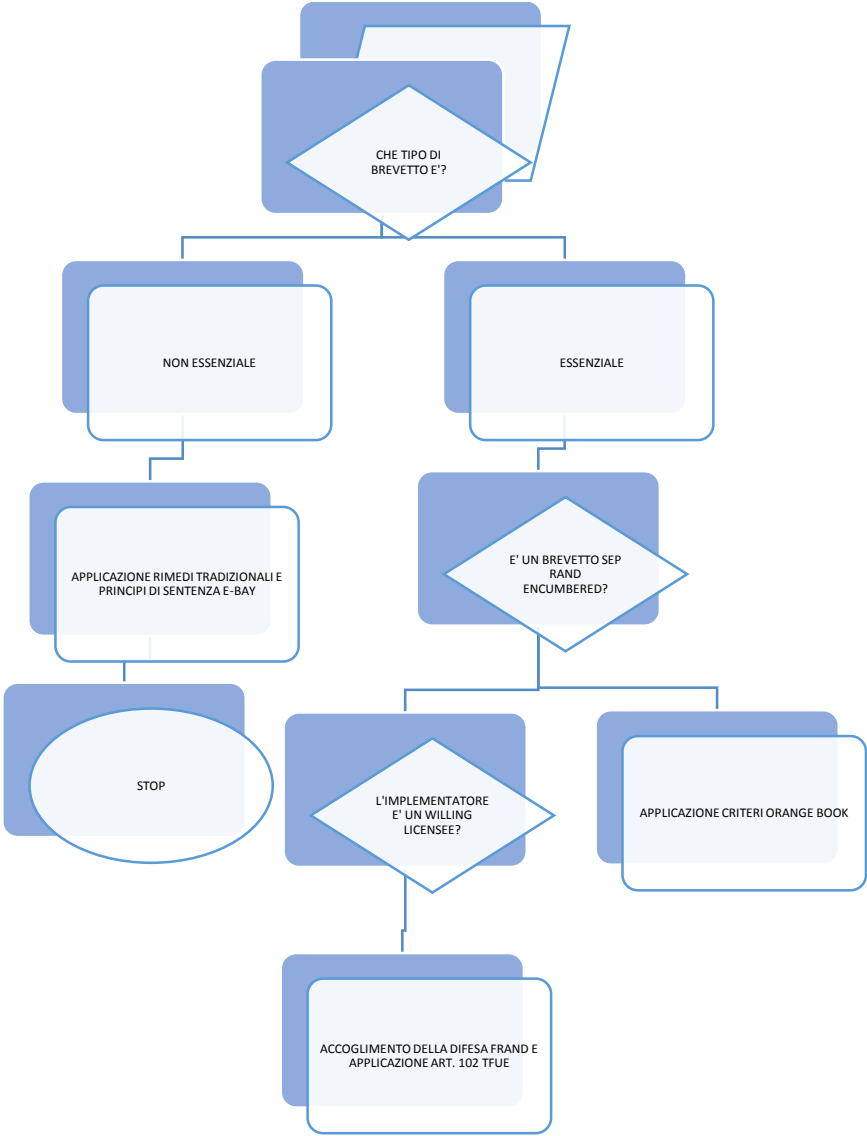 CHE TIPO DI
BREVETTO E'?
NON ESSENZIALE
ESSENZIALE
APPLICAZIONE RIMEDI TRADIZIONALI E
PRINCIPI DI SENTENZA E-BAY
E' UN BREVETTO SEP
RAND
ENCUMBERED?
STOP
L'IMPLEMENTATORE
E' UN WILLING
LICENSEE?
APPLICAZIONE CRITERI ORANGE BOOK
ACCOGLIMENTO DELLA DIFESA FRAND E
APPLICAZIONE ART. 102 TFUE